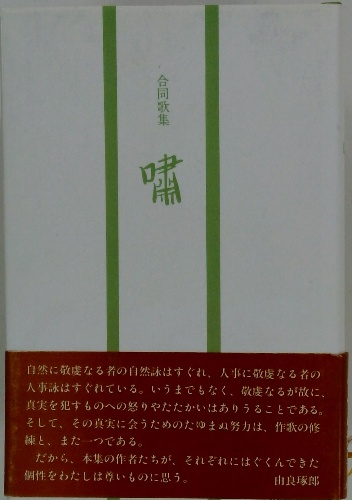 合同歌集
嘯
自然に敬虔なる者の自然詠はすぐれ、人事に敬虔なる者の
人事詠はすぐれている。いうまでもなく、敬虔なるが故に、
真実を犯すものへの怒りやたたかいはありうることである。
そして、その真実に会うためのたゆまぬ努力は、作歌の修
練と、また一つである。
だから、本集の作者たちが、それぞれにはぐくんできた
個性をわたしは尊いものに思う。 由良琢郎